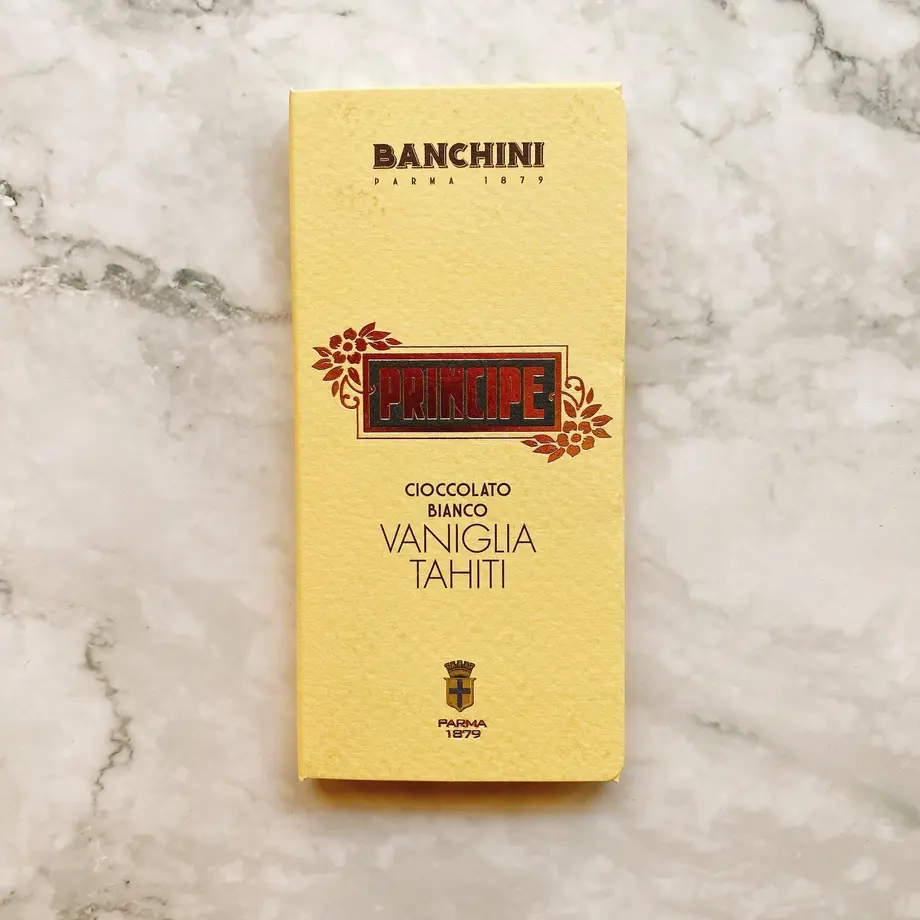 BANCHINI
PARMA 1879
PRINCIPE
CIOCCOLATO
BIANCO
VANIGLIA
TAHITI
PARMA
1879